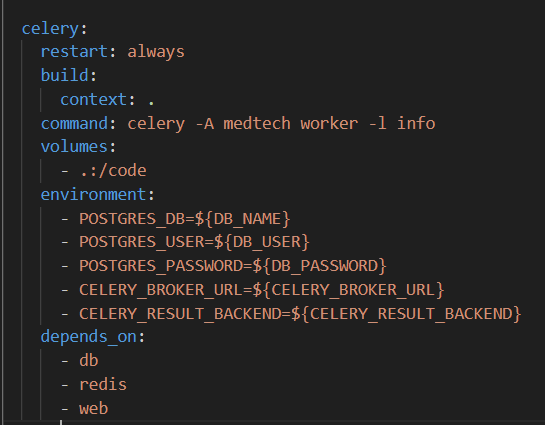 celery:
  restart: always
  build:
    context: .
  command: celery -A medtech worker -l info
  volumes:
    - .:/code
  environment:
    - POSTGRES_DB=${DB_NAME}
    - POSTGRES_USER=${DB_USER}
    - POSTGRES_PASSWORD=${DB_PASSWORD}
    - CELERY_BROKER_URL=${CELERY_BROKER_URL}
    - CELERY_RESULT_BACKEND=${CELERY_RESULT_BACKEND}
  depends_on:
    - db
    - redis
    - web